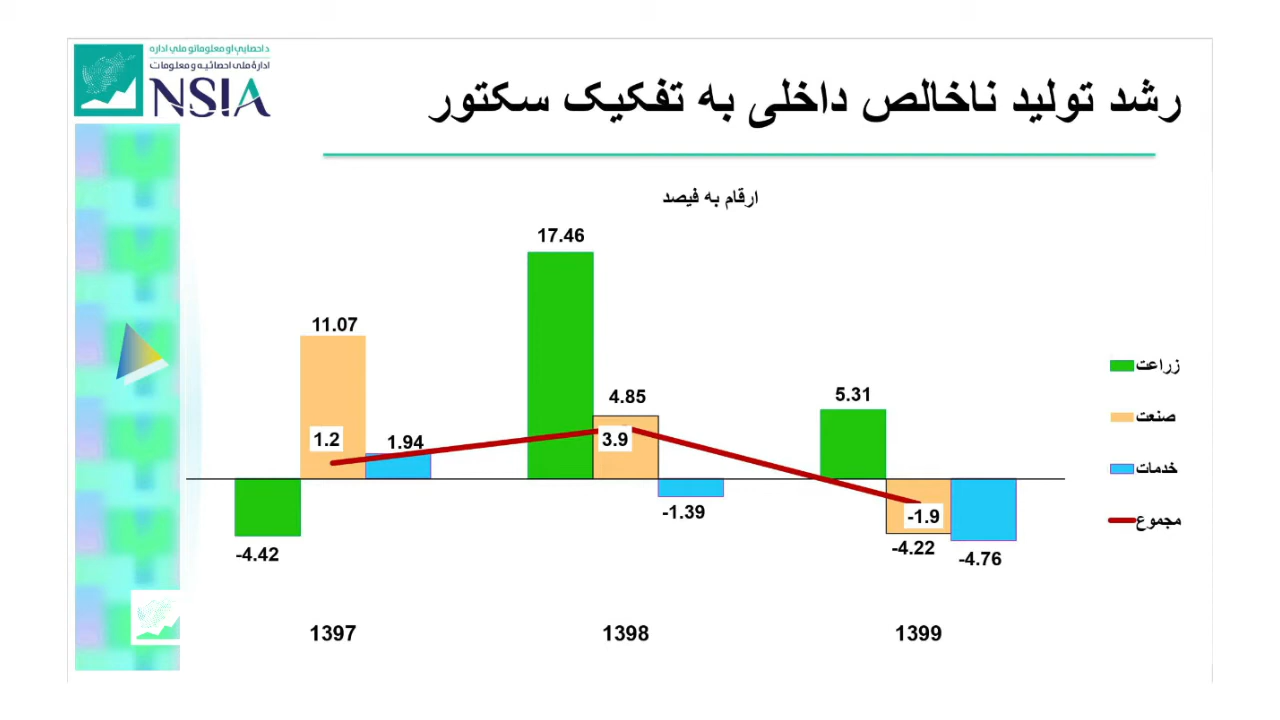 د احصایې او معلوماتو ملي اداره
ادارۀ ملی احصائیه و معلومات
NSIA
رشد تولید ناخالص داخلی به تفکیک سکتور
ارقام به فیصد
17.46
11.07
4.85
5.31
1.2
1.94
3.9
-1.39
-1.9
-4.42
-4.22
-4.76
زراعت
صنعت
خدمات
مجموع
1397
1398
1399